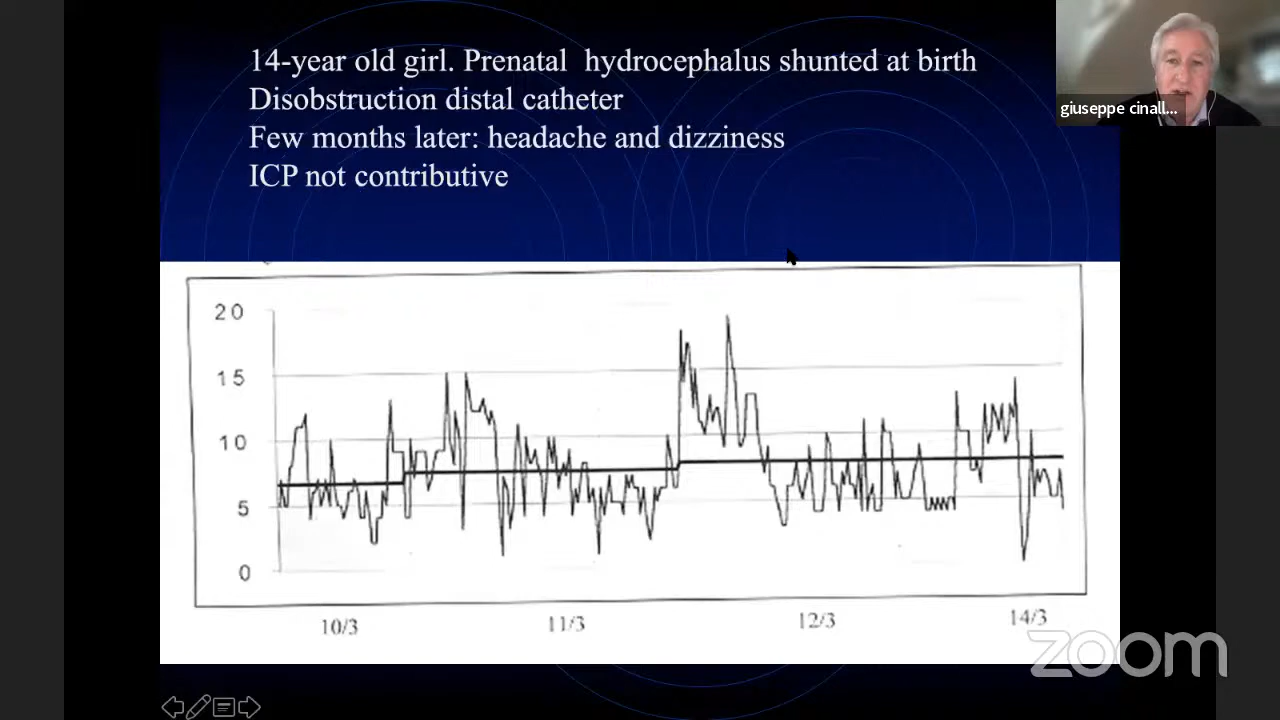 14-year old girl. Prenatal hydrocephalus shunted at birth
Disobstruction distal catheter
Few months later: headache and dizziness
ICP not contributive
giuseppe cinall...
20
15
10
5
0
10/3
11/3
12/3
14/3
zoom